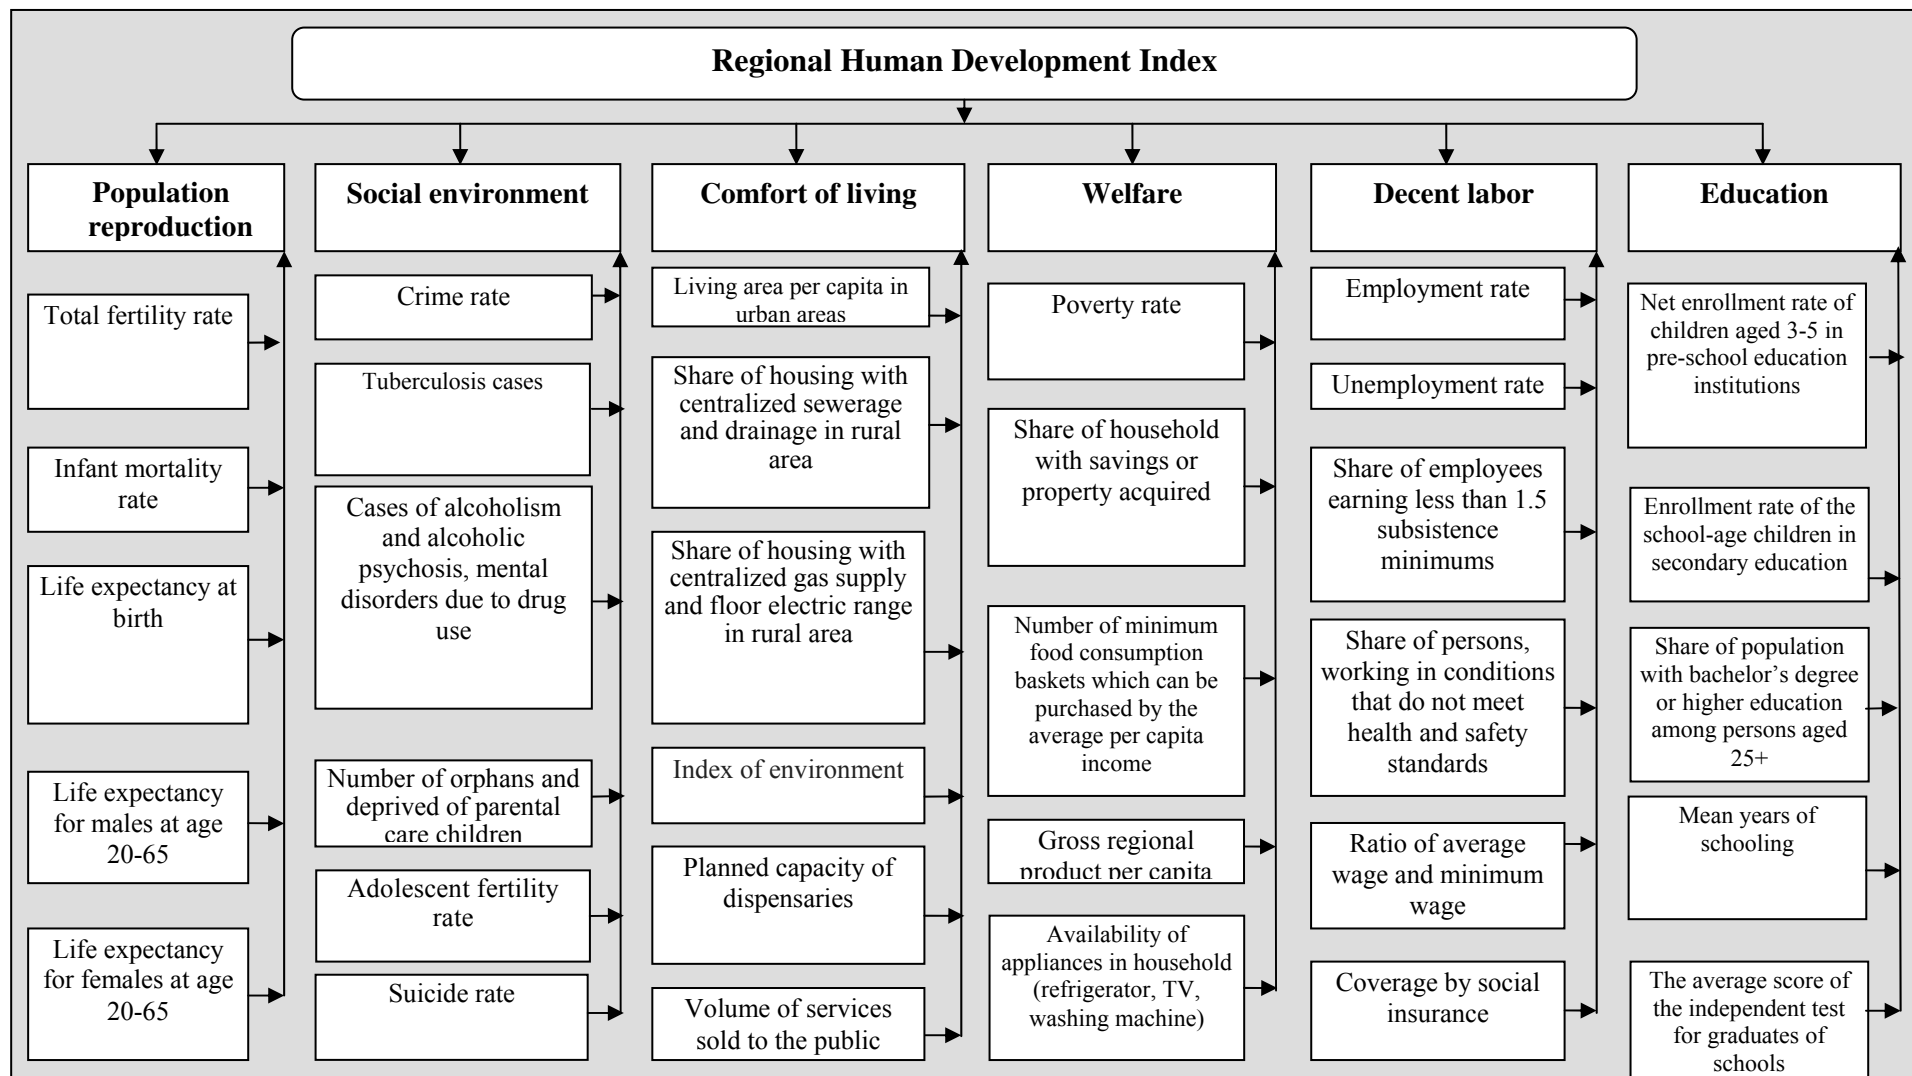 Regional Human Development Index
Population
reproduction
Total fertility rate
Infant mortality
rate
Life expectancy at
birth
Life expectancy
for males at age
20-65
Life expectancy
for females at age
20-65
Social environment
Crime rate
Tuberculosis cases
Cases of alcoholism
and alcoholic
psychosis, mental
disorders due to drug
use
Number of orphans and
deprived of parental
care children
Adolescent fertility
rate
Suicide rate
Comfort of living
Living area per capita in
urban areas
Share of housing with
centralized sewerage
and drainage in rural
area
Share of housing with
centralized gas supply
and floor electric range
in rural area
Index of environment
Planned capacity of
dispensaries
Volume of services
sold to the public
Welfare
Poverty rate
Share of household
with savings or
property acquired
Number of minimum
food consumption
baskets which can be
purchased by the
average per capita
income
Gross regional
product per capita
Availability of
appliances in household
(refrigerator, TV,
washing machine)
Decent labor
Employment rate
Unemployment rate
Share of employees
earning less than 1.5
subsistence
minimums
Share of persons,
working in conditions
that do not meet
health and safety
standards
Ratio of average
wage and minimum
wage
Coverage by social
insurance
Education
Net enrollment rate of
children aged 3-5 in
pre-school education
institutions
Enrollment rate of the
school-age children in
secondary education
Share of population
with bachelor’s degree
or higher education
among persons aged
25+
Mean years of
schooling
The average score of
the independent test
for graduates of
schools